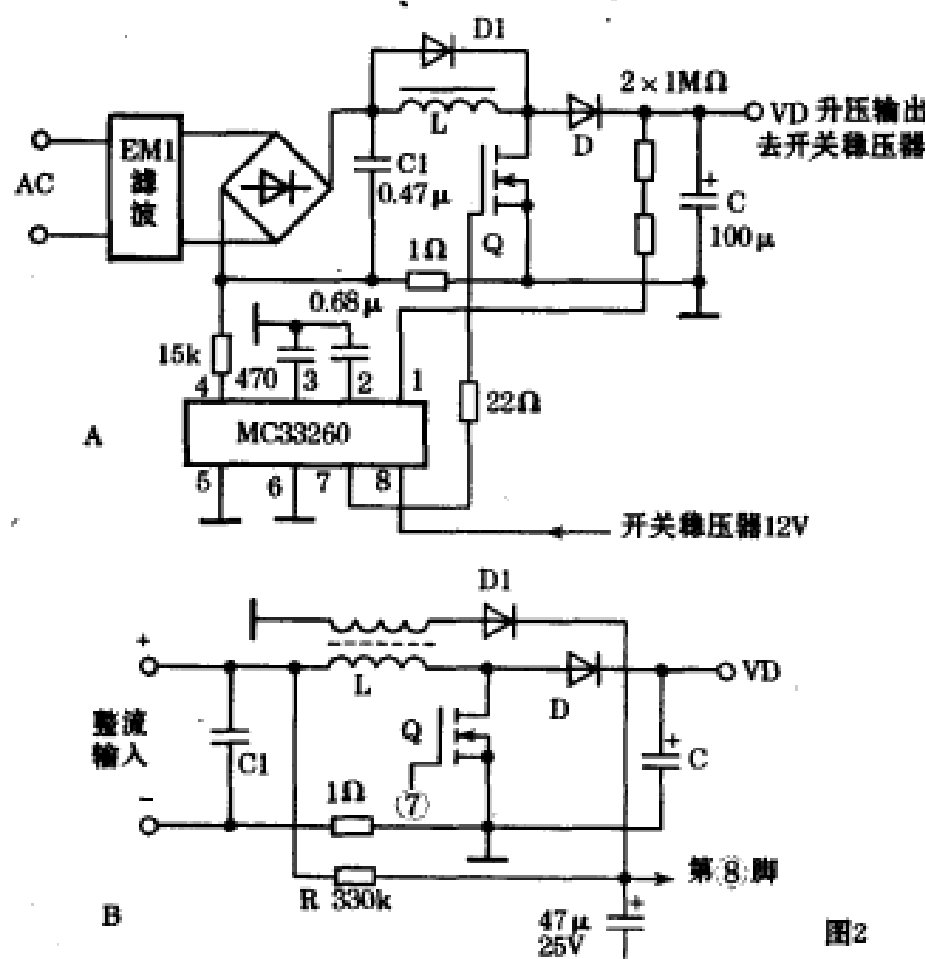 D1
2×1MΩ
L
D
VD 升压输出
去开关稳压器
AC
EM1
滤
波
C1
0.47μ
Q
C
100μ
1Ω
0.68μ
15k
470
4
3
2
1
22Ω
MC33260
A
5
6
7
8
开关稳压器12V
D1
+
L
D
VD
整流
输入
C1
Q
⑦
+
C
-
1Ω
R 330k
第⑧脚
B
47μ
25V
+
图2